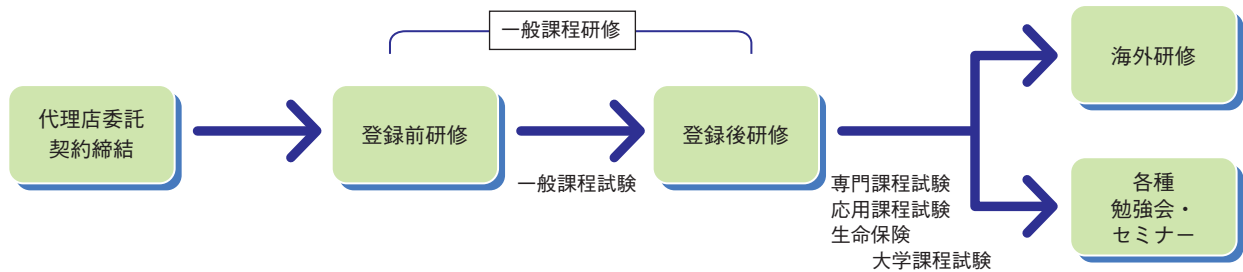 一般課程研修
代理店委託
契約締結
登録前研修
一般課程試験
登録後研修
専門課程試験
応用課程試験
生命保険
大学課程試験
海外研修
各種
勉強会・
セミナー